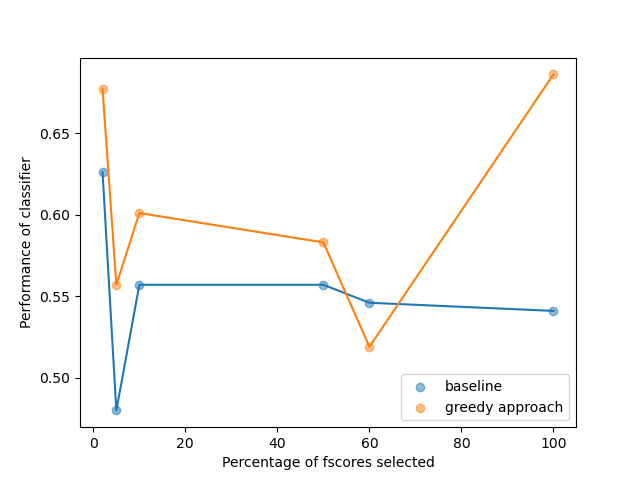 0.65
0.60
0.55
0.50
Performance of classifier
0 20 40 60 80 100
Percentage of fscores selected
baseline
greedy approach